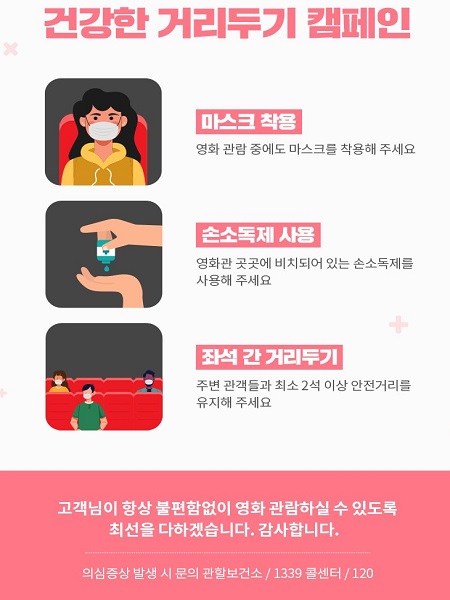 건강한 거리두기 캠페인
마스크 착용
영화 관람 중에도 마스크를 착용해 주세요
손소독제 사용
영화관 곳곳에 비치되어 있는 손소독제를
사용해 주세요
좌석 간 거리두기
주변 관객들과 최소 2석 이상 안전거리를
유지해 주세요
고객님이 항상 불편함없이 영화 관람하실 수 있도록
최선을 다하겠습니다. 감사합니다.
의심증상 발생 시 문의 관할보건소 / 1339 콜센터 / 120